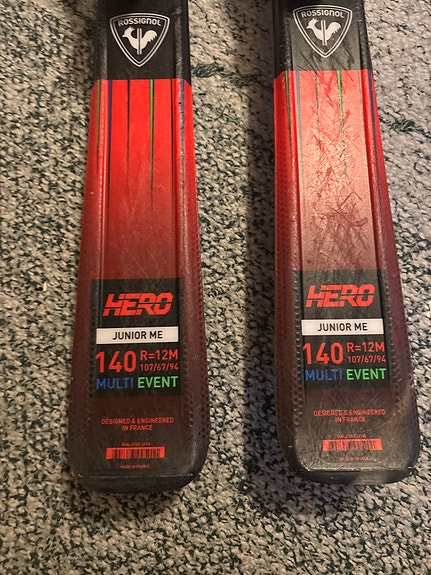 ROSSIGNOL
HERO
JUNIOR ME
140 R=12M
107/67/94
MULTI EVENT
DESIGNED & ENGINEERED
IN FRANCE
ROSSIGNOL
HERO
JUNIOR ME
140 R=12M
107/67/94
MULTI EVENT
DESIGNED & ENGINEERED
IN FRANCE